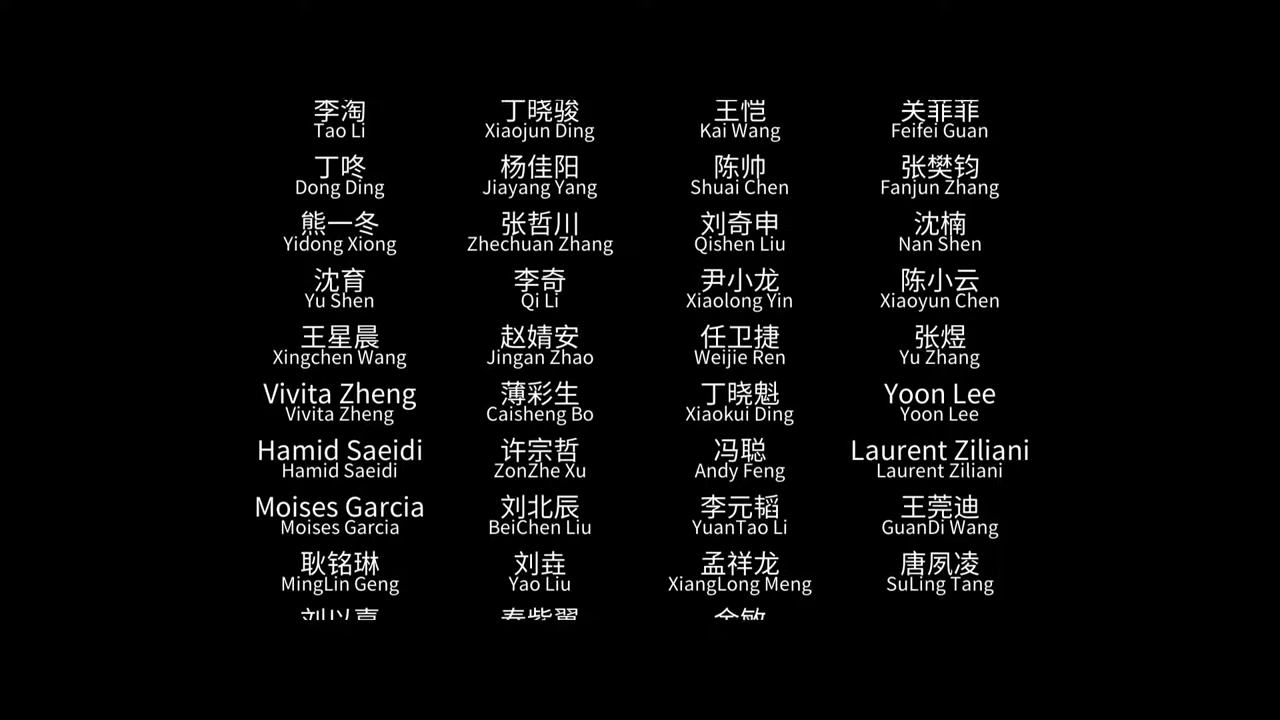 李淘 丁晓骏 王恺 关菲菲
Tao Li Xiaojun Ding Kai Wang Feifei Guan
丁咚 杨佳阳 陈帅 张樊钧
Dong Ding Jiayang Yang Shuai Chen Fanjun Zhang
熊一冬 张哲川 刘奇申 沈楠
Yidong Xiong Zhechuan Zhang Qishen Liu Nan Shen
沈育 李奇 尹小龙 陈小云
Yu Shen Qi Li Xiaolong Yin Xiaoyun Chen
王星晨 赵婧安 任卫捷 张煜
Xingchen Wang Jingan Zhao Weijie Ren Yu Zhang
Vivita Zheng 薄彩生 丁晓魁 Yoon Lee
Vivita Zheng Caisheng Bo Xiaokui Ding Yoon Lee
Hamid Saeidi 许宗哲 冯聪 Laurent Ziliani
Hamid Saeidi ZonZhe Xu Andy Feng Laurent Ziliani
Moises Garcia 刘北辰 李元韬 王莞迪
Moises Garcia BeiChen Liu YuanTao Li GuanDi Wang
耿铭琳 刘垚 孟祥龙 唐夙凌
MingLin Geng Yao Liu XiangLong Meng SuLing Tang